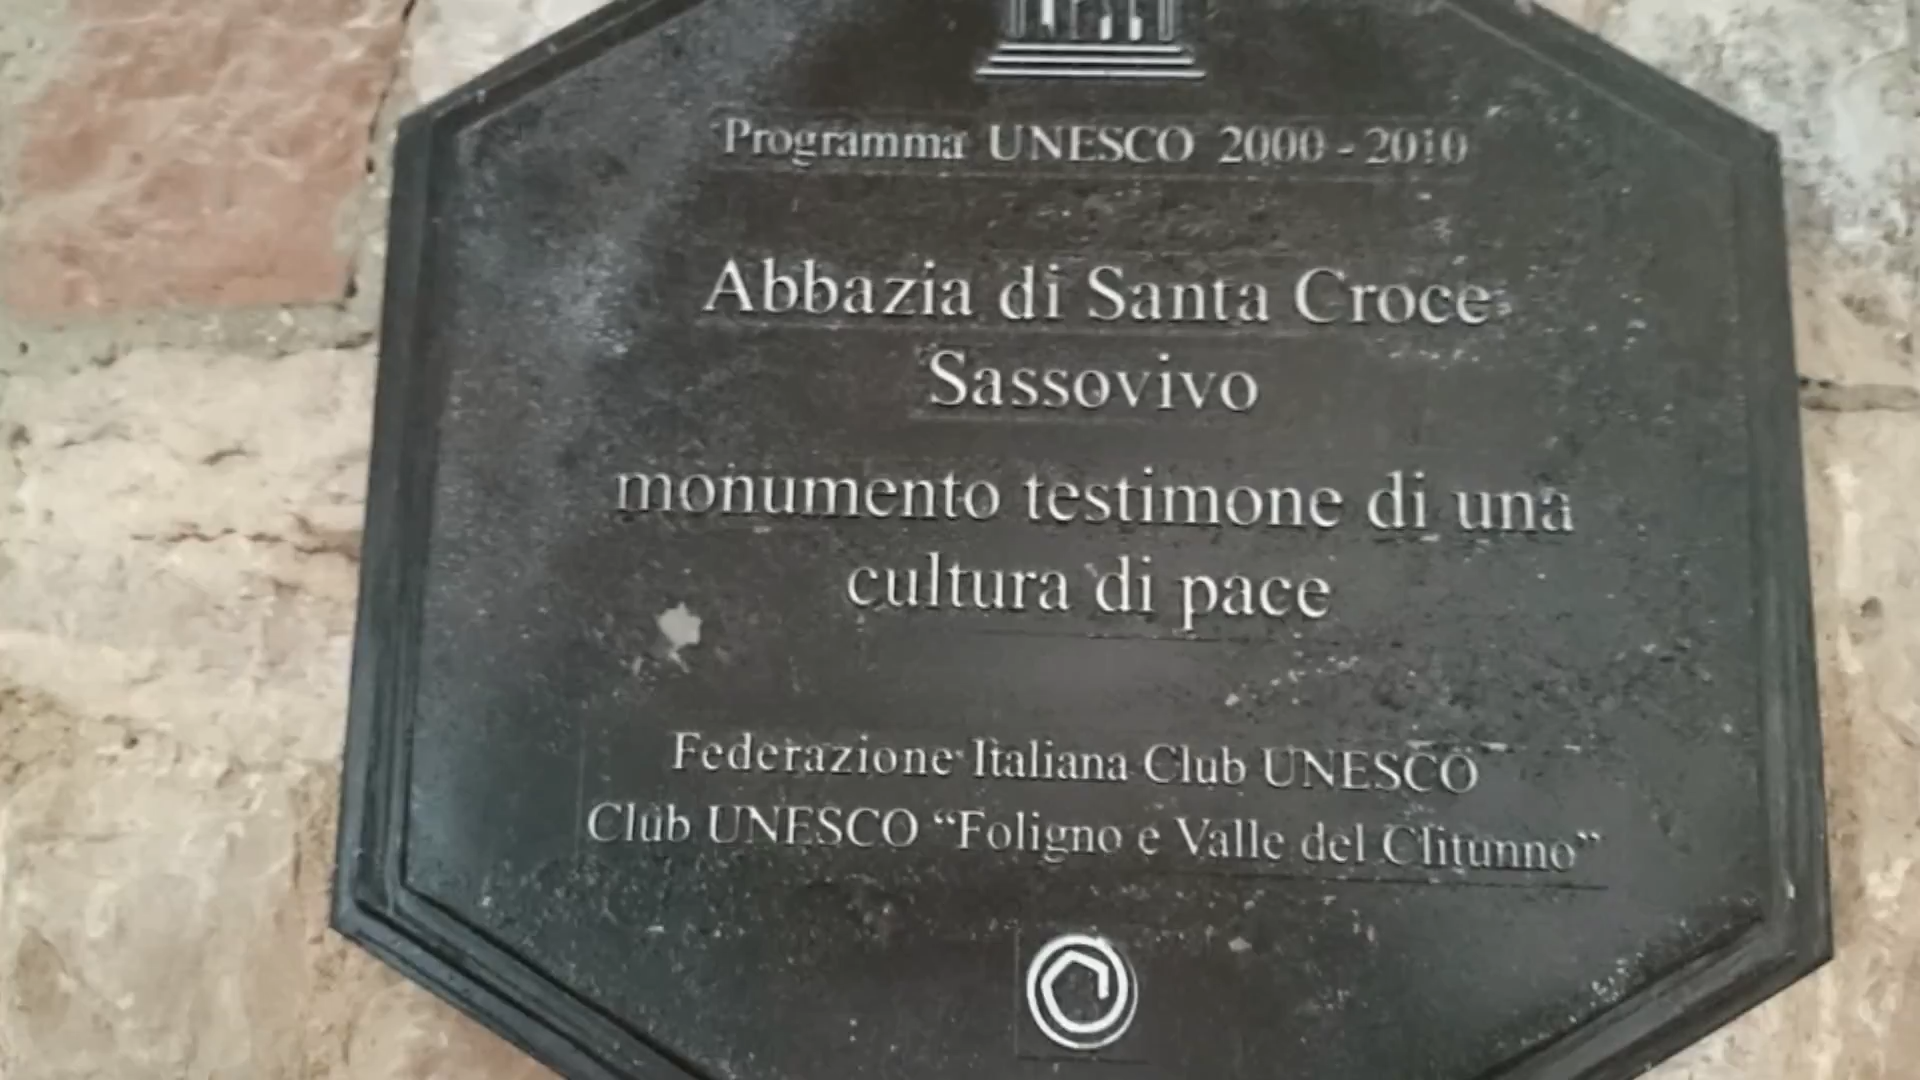 Programma UNESCO 2000 - 2010
Abbazia di Santa Croce
Sassovivo
monumento testimone di una
cultura di pace
Federazione Italiana Club UNESCO
Club UNESCO “Foligno e Valle del Clitunno”